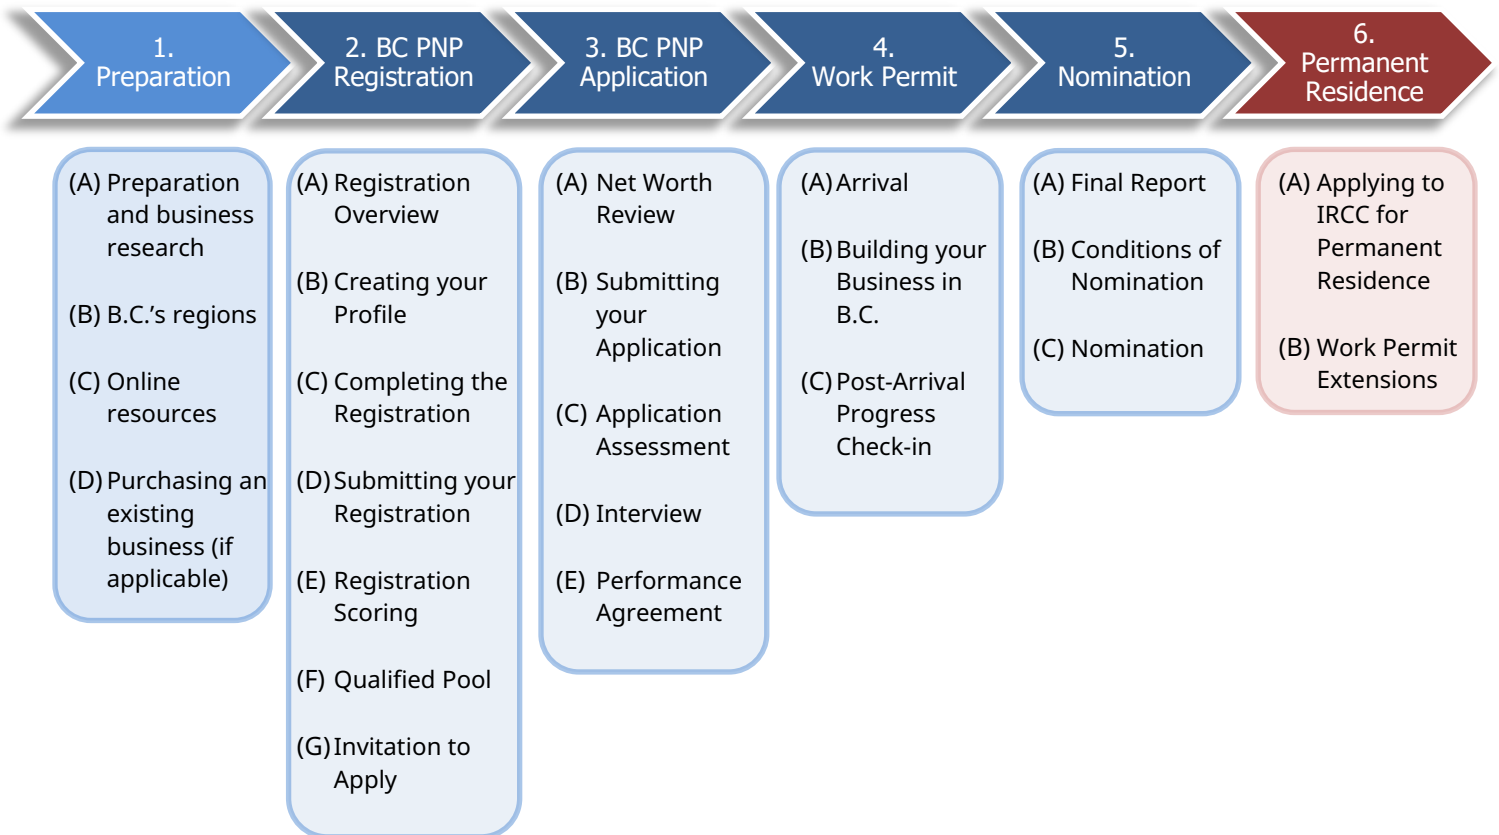 1.
Preparation
2. BC PNP
Registration
3. BC PNP
Application
4.
Work Permit
5.
Nomination
6.
Permanent
Residence
(A) Preparation
and business
research
(B) B.C.’s regions
(C) Online
resources
(D) Purchasing an
existing
business (if
applicable)
(A) Registration
Overview
(B) Creating your
Profile
(C) Completing the
Registration
(D) Submitting your
Registration
(E) Registration
Scoring
(F) Qualified Pool
(G) Invitation to
Apply
(A) Net Worth
Review
(B) Submitting
your
Application
(C) Application
Assessment
(D) Interview
(E) Performance
Agreement
(A) Arrival
(B) Building your
Business in
B.C.
(C) Post-Arrival
Progress
Check-in
(A) Final Report
(B) Conditions of
Nomination
(C) Nomination
(A) Applying to
IRCC for
Permanent
Residence
(B) Work Permit
Extensions